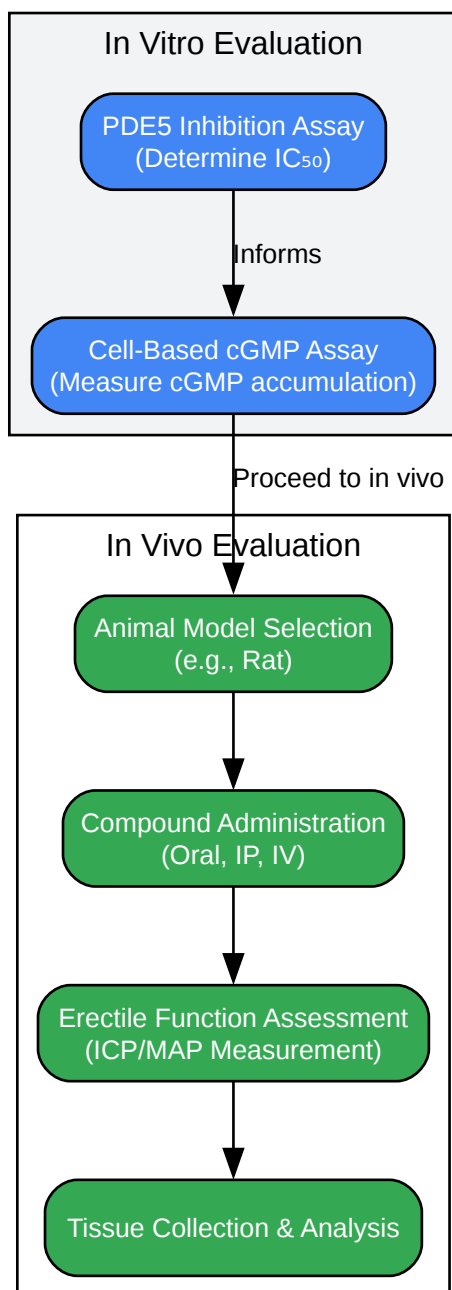 In Vitro Evaluation
PDE5 Inhibition Assay
(Determine IC₅₀)
Informs
Cell-Based cGMP Assay
(Measure cGMP accumulation)
Proceed to in vivo
In Vivo Evaluation
Animal Model Selection
(e.g., Rat)
Compound Administration
(Oral, IP, IV)
Erectile Function Assessment
(ICP/MAP Measurement)
Tissue Collection & Analysis